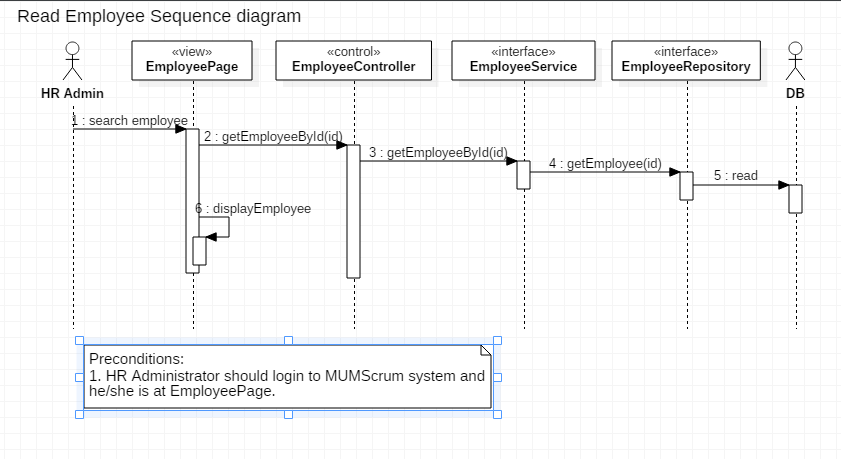 Read Employee Sequence diagram
«view»
EmployeePage
«control»
EmployeeController
«interface»
EmployeeService
«interface»
EmployeeRepository
HR Admin
DB
1 : search employee
2 : getEmployeeById(id)
3 : getEmployeeById(id)
4 : getEmployee(id)
5 : read
6 : displayEmployee
Preconditions:
1. HR Administrator should login to MUMScrum system and
he/she is at EmployeePage.